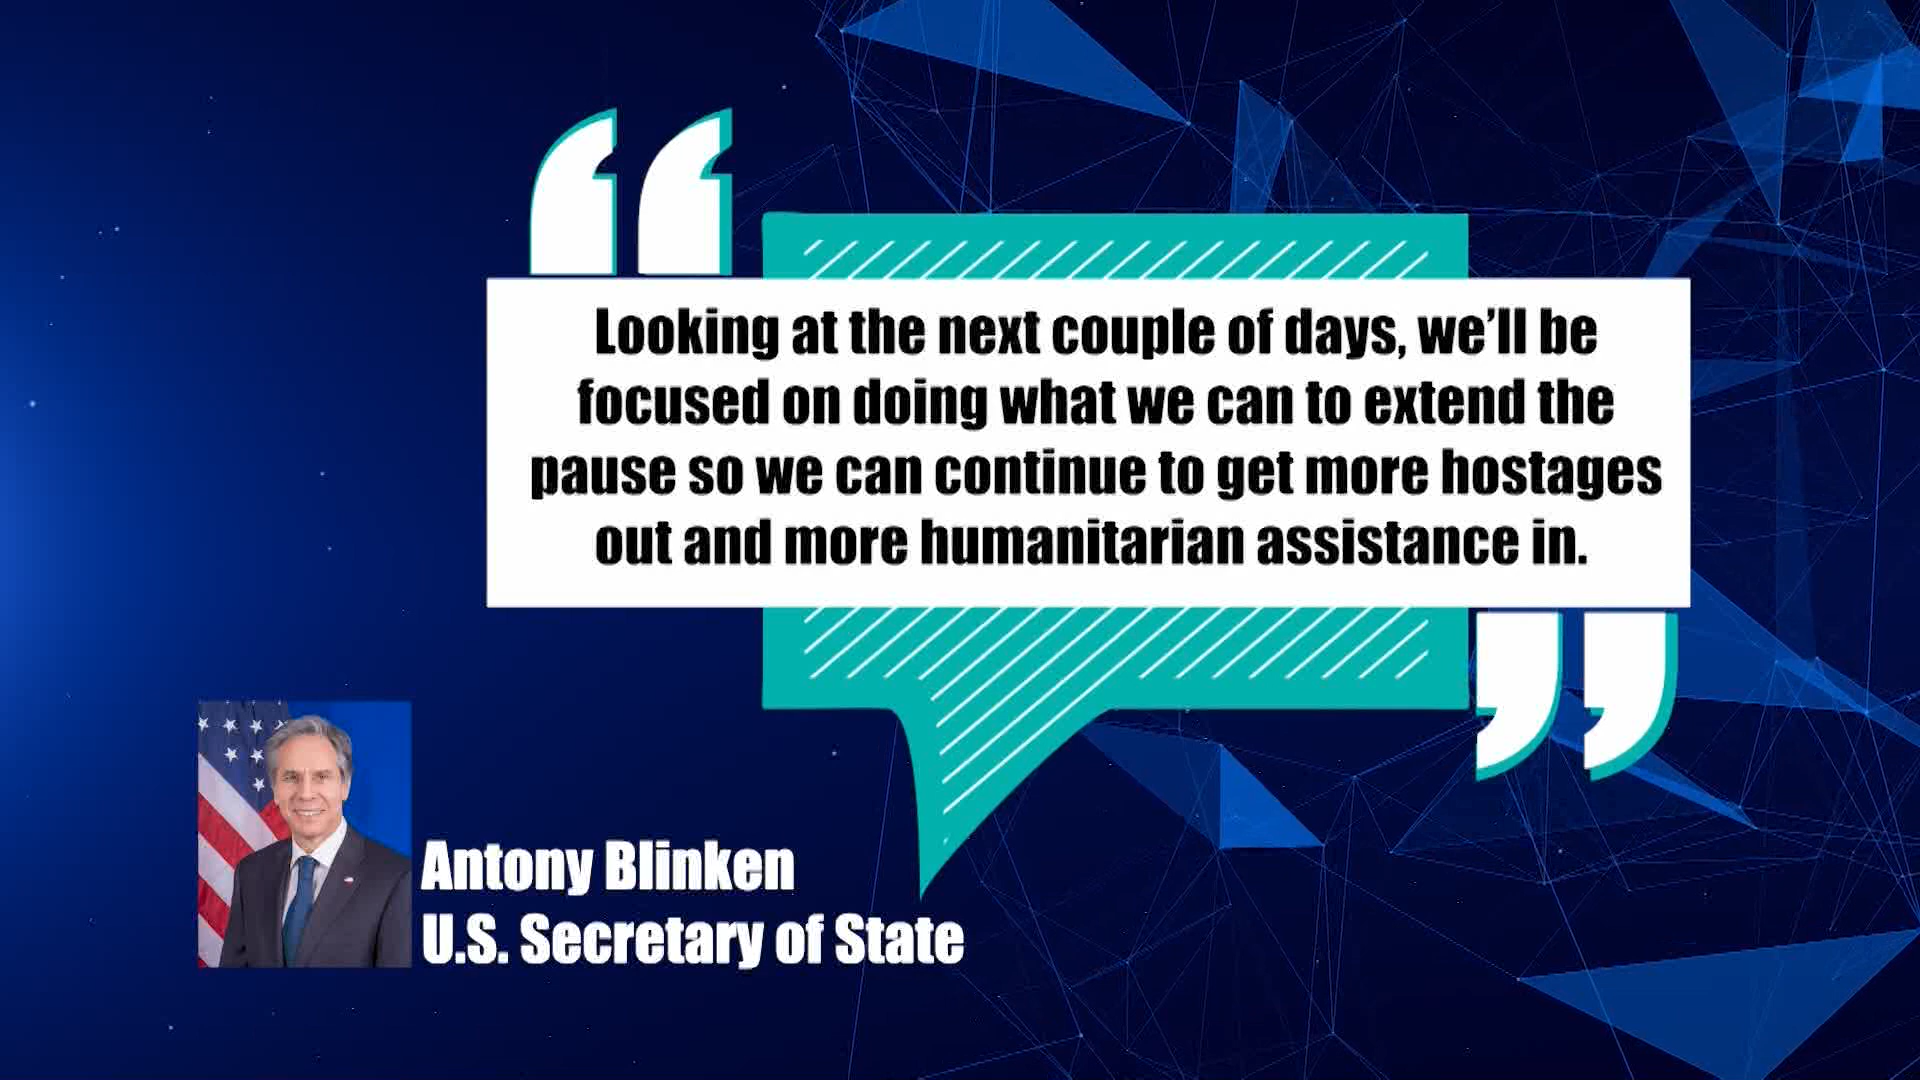 Looking at the next couple of days, we’ll be
focused on doing what we can to extend the
pause so we can continue to get more hostages
out and more humanitarian assistance in.
Antony Blinken
U.S. Secretary of State